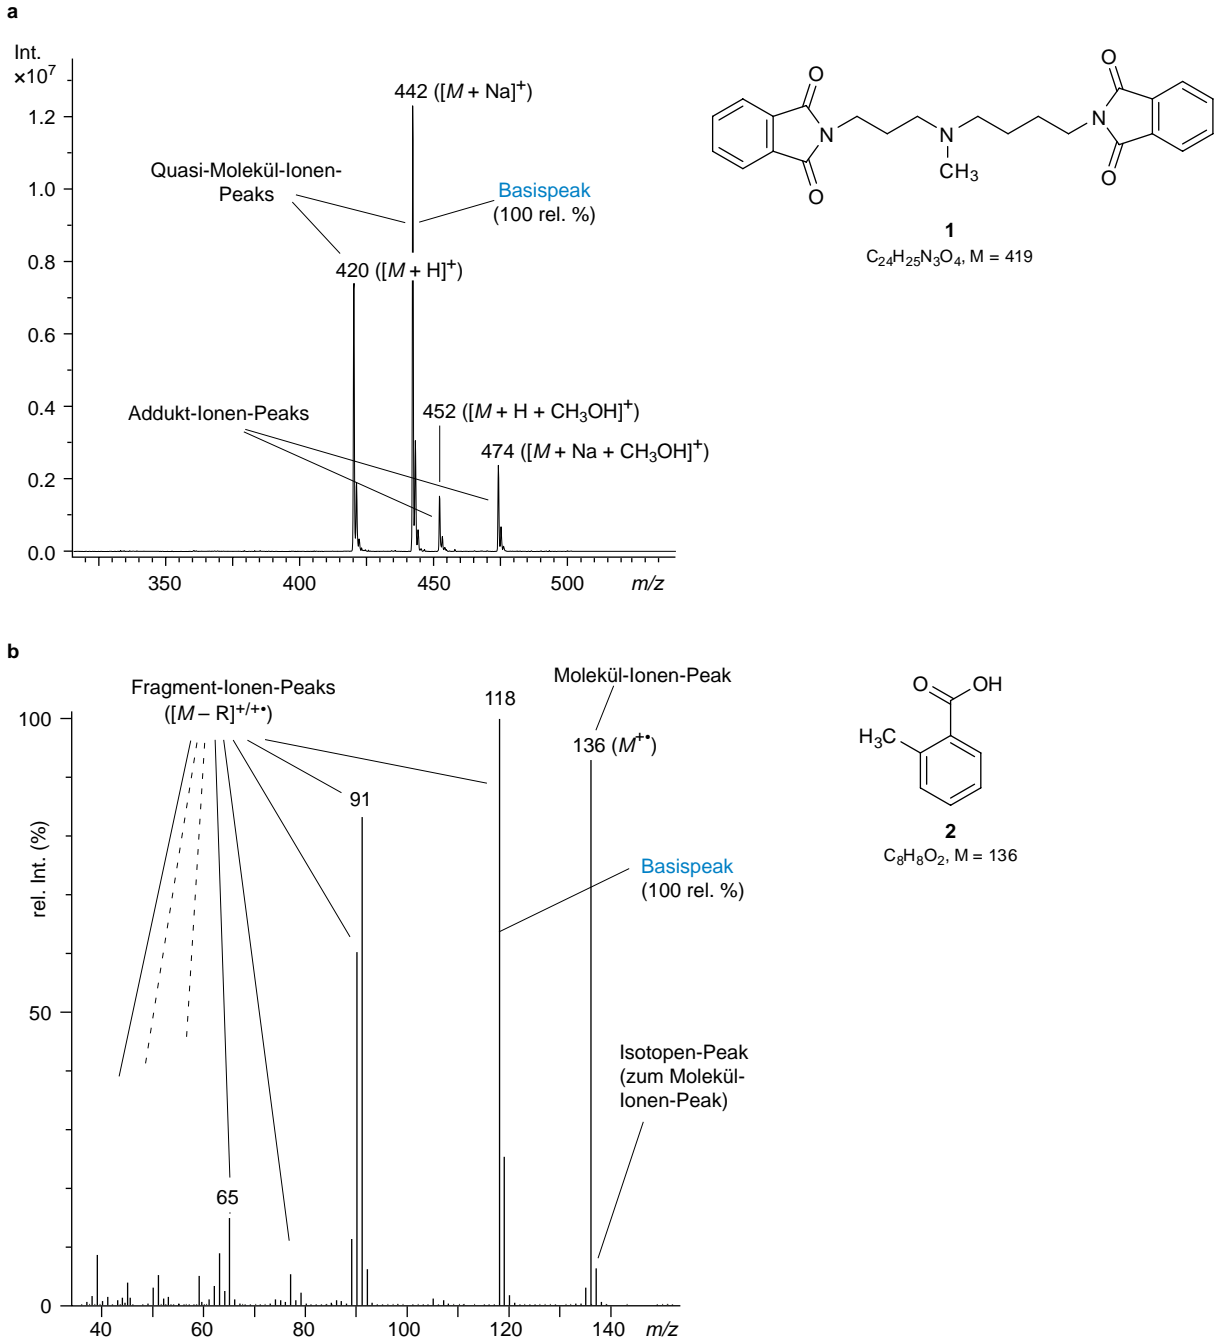 a
Int.
×10⁷
442 ([M + Na]⁺)
1.2
Quasi-Molekül-Ionen-
Peaks
1.0
Basispeak
(100 rel. %)
0.8
420 ([M + H]⁺)
0.6
0.4
Addukt-Ionen-Peaks
452 ([M + H + CH₃OH]⁺)
474 ([M + Na + CH₃OH]⁺)
0.2
0.0
350 400 450 500 m/z
O O
N N N
CH₃
O O
1
C₂₄H₂₅N₃O₄, M = 419
b
Fragment-Ionen-Peaks
([M – R]⁺/⁺•)
Molekül-Ionen-Peak
118
100
136 (M⁺•)
91
rel. Int. (%)
Basispeak
(100 rel. %)
50
Isotopen-Peak
(zum Molekül-
Ionen-Peak)
65
0
40 60 80 100 120 140 m/z
O OH
H₃C
2
C₈H₈O₂, M = 136